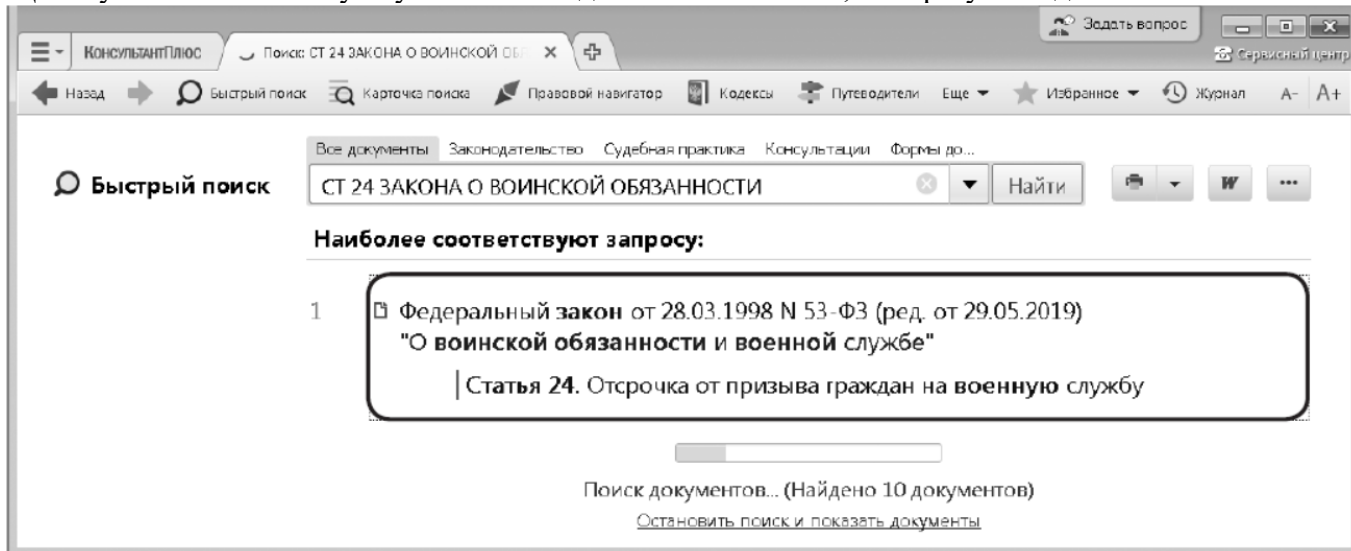 Задать вопрос
КонсультантПлюс Поиск: СТ 24 ЗАКОНА О ВОИНСКОЙ
Сервисный центр
Назад Быстрый поиск Карточка поиска Правовой навигатор Кодексы Путеводители Еще Избранное Журнал A- A+
Все документы Законодательство Судебная практика Консультации Формы до...
Быстрый поиск СТ 24 ЗАКОНА О ВОИНСКОЙ ОБЯЗАННОСТИ Найти W ...
Наиболее соответствуют запросу:
1 Федеральный закон от 28.03.1998 N 53-ФЗ (ред. от 29.05.2019)
"О воинской обязанности и военной службе"
Статья 24. Отсрочка от призыва граждан на военную службу
Поиск документов... (Найдено 10 документов)
Остановить поиск и показать документы